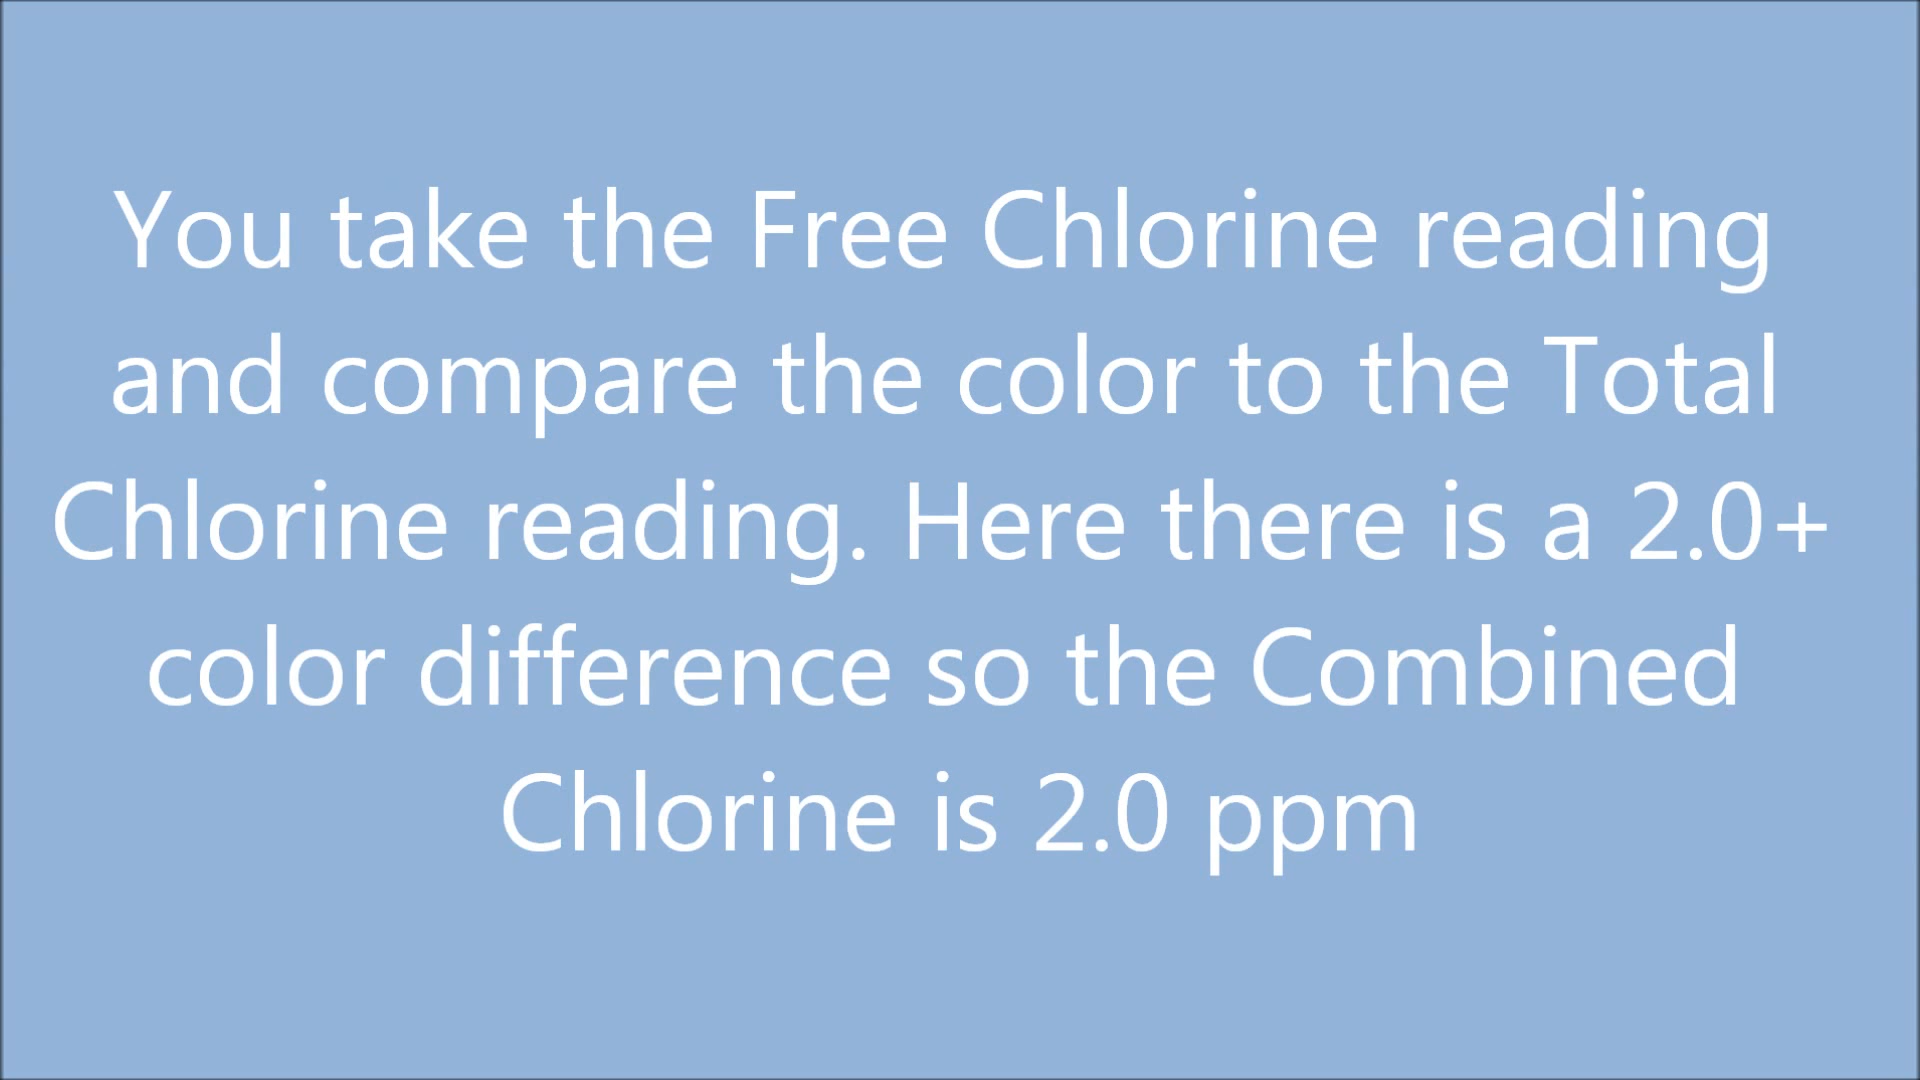 You take the Free Chlorine reading
and compare the color to the Total
Chlorine reading. Here there is a 2.0+
color difference so the Combined
Chlorine is 2.0 ppm